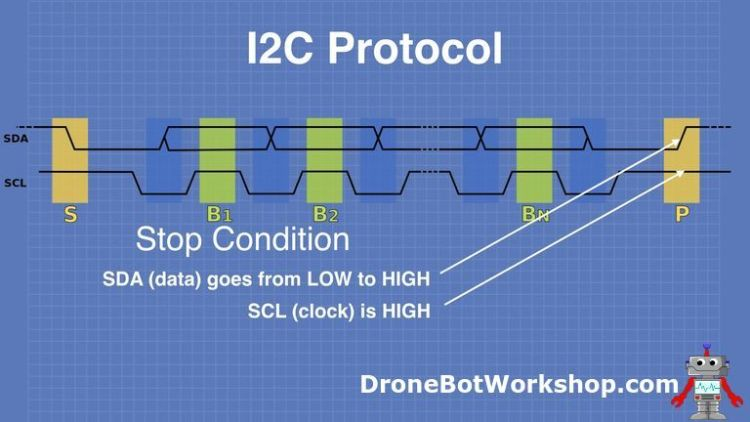 I2C Protocol
SDA
SCL
S
B1
B2
BN
P
Stop Condition
SDA (data) goes from LOW to HIGH
SCL (clock) is HIGH
DroneBotWorkshop.com